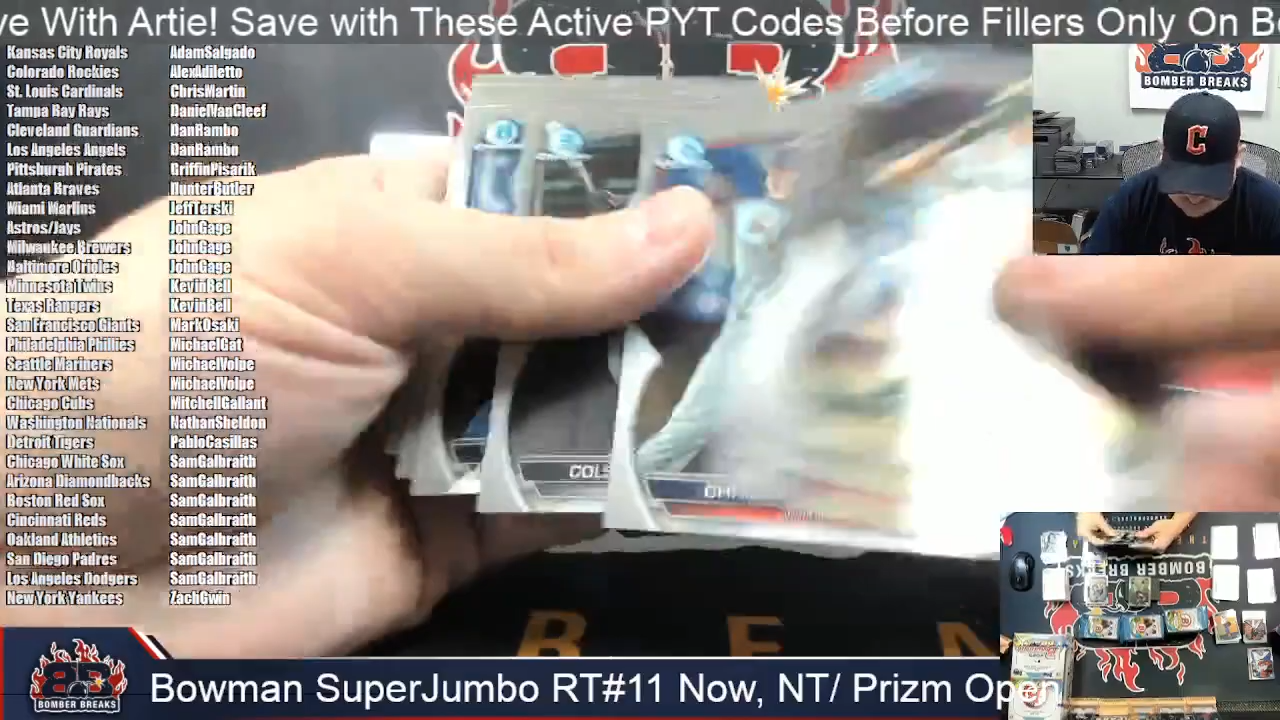 ve With Artie! Save with These Active PYT Codes Before Fillers Only On B
Kansas City Royals AdamSalgado
Colorado Rockies AlexAdiletto
St. Louis Cardinals ChrisMartin
Tampa Bay Rays DanielVanCleef
Cleveland Guardians DanRambo
Los Angeles Angels DanRambo
Pittsburgh Pirates GriffinPisarik
Atlanta Braves HunterButler
Miami Marlins JeffTerski
Astros/Jays JohnGage
Milwaukee Brewers JohnGage
Baltimore Orioles JohnGage
Minnesota Twins KevinBell
Texas Rangers KevinBell
San Francisco Giants MarkOsaki
Philadelphia Phillies MichaelGat
Seattle Mariners MichaelVolpe
New York Mets MichaelVolpe
Chicago Cubs MitchellGallant
Washington Nationals NathanSheldon
Detroit Tigers PabloCasillas
Chicago White Sox SamGalbraith
Arizona Diamondbacks SamGalbraith
Boston Red Sox SamGalbraith
Cincinnati Reds SamGalbraith
Oakland Athletics SamGalbraith
San Diego Padres SamGalbraith
Los Angeles Dodgers SamGalbraith
New York Yankees ZachGwin
BOMBER BREAKS
C
COL
CH
B E N
BOMBER BREAKS
BOMBER BREAKS
Bowman SuperJumbo RT#11 Now, NT/ Prizm Open